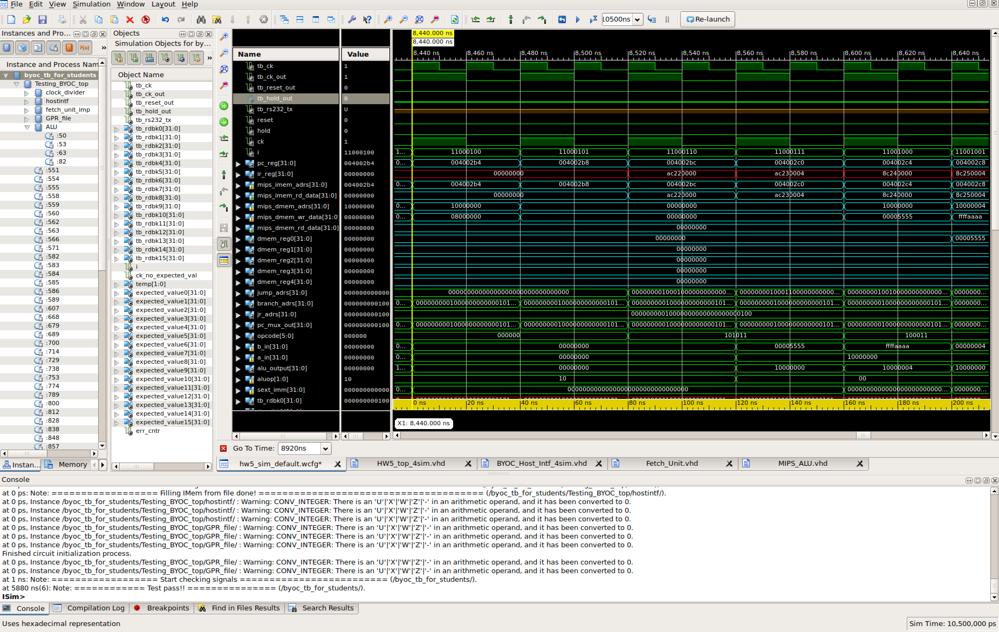 File Edit View Simulation Window Layout Help
10500ns Re-launch
Instances and Pro...
Instance and Process Nam
byoc_tb_for_students
Testing_BYOC_top
clock_divider
hostintf
fetch_unit_imp
GPR_file
ALU
:50
:53
:63
:82
:551
:554
:555
:558
:559
:560
:562
:563
:566
:571
:582
:583
:584
:585
:586
:589
:607
:668
:679
:689
:700
:714
:729
:738
:753
:774
:789
:800
:812
:828
:838
:848
:857
Instan... Memory
Objects
Simulation Objects for by...
Object Name
tb_ck
tb_ck_out
tb_reset_out
tb_hold_out
tb_rs232_tx
tb_rdbk0[31:0]
tb_rdbk1[31:0]
tb_rdbk2[31:0]
tb_rdbk3[31:0]
tb_rdbk4[31:0]
tb_rdbk5[31:0]
tb_rdbk6[31:0]
tb_rdbk7[31:0]
tb_rdbk8[31:0]
tb_rdbk9[31:0]
tb_rdbk10[31:0]
tb_rdbk11[31:0]
tb_rdbk12[31:0]
tb_rdbk13[31:0]
tb_rdbk14[31:0]
tb_rdbk15[31:0]
i
ck_no_expected_val
temp[1:0]
expected_value0[31:0]
expected_value1[31:0]
expected_value2[31:0]
expected_value3[31:0]
expected_value4[31:0]
expected_value5[31:0]
expected_value6[31:0]
expected_value7[31:0]
expected_value8[31:0]
expected_value9[31:0]
expected_value10[31:0]
expected_value11[31:0]
expected_value12[31:0]
expected_value13[31:0]
expected_value14[31:0]
expected_value15[31:0]
err_cntr
8,440.000 ns
8,440.000 ns
Name Value 8,440 ns 8,460 ns 8,480 ns 8,500 ns 8,520 ns 8,540 ns 8,560 ns 8,580 ns 8,600 ns 8,620 ns 8,640 ns
tb_ck 1
tb_ck_out 1
tb_reset_out 0
tb_hold_out 0
tb_rs232_tx U
reset 0
hold 0
ck 1
i 11000100 1... 11000100 11000101 11000110 11000111 11001000 11001001
pc_reg[31:0] 004002b4 0... 004002b4 004002b8 004002bc 004002c0 004002c4 004002c8
ir_reg[31:0] 00000000 00000000 ac220000 ac230004 8c240000 8c250004
mips_imem_adrs[31:0] 004002b4 0... 004002b4 004002b8 004002bc 004002c0 004002c4 004002c8
mips_imem_rd_data[31:0] 00000000 00000000 ac220000 ac230004 8c240000 8c250004
mips_dmem_adrs[31:0] 10000000 0... 10000000 00000000 10000000 10000004
mips_dmem_wr_data[31:0 08000000 0... 08000000 00000000 00005555 ffffaaaa
mips_dmem_rd_data[31:0] 00000000 00000000
dmem_reg0[31:0] 00000000 00000000 00005555
dmem_reg1[31:0] 00000000 00000000
dmem_reg2[31:0] 00000000 00000000
dmem_reg3[31:0] 00000000 00000000
dmem_reg4[31:0] 00000000 00000000
jump_adrs[31:0] 000000000000 00000000000000000000000000000000 00000000100010000000000000... 00000000100011000000000000... 00000000100100000000000000... 0000000...
branch_adrs[31:0] 000000000100 00000000010000000000000101... 00000000010000000000000101... 00000000010000000000000101... 00000000010000000000000101... 00000000010000000000000101... 0000000...
jr_adrs[31:0] 000000000100 00000000010000000000000000000100
pc_mux_out[31:0] 000000000100 0... 00000000010000000000000101... 00000000010000000000000101... 00000000010000000000000101... 00000000010000000000000101... 00000000010000000000000101... 0000000...
opcode[5:0] 000000 000000 101011 100011
b_in[31:0] 00000000 0... 00000000 00005555 ffffaaaa 00000004
a_in[31:0] 00000000 0... 00000000 10000000
alu_output[31:0] 00000000 1... 00000000 10000000 10000004 10000000
aluop[1:0] 10 10 00
sext_imm[31:0] 000000000000 0... 00000000000000000000000000000000 00000000000000000000000000... 0000000...
tb_rdbk0[31:0] 000000000100
0 ns 20 ns 40 ns 60 ns 80 ns 100 ns 120 ns 140 ns 160 ns 180 ns 200 ns
X1: 8,440.000 ns
Go To Time: 8920ns
hw5_sim_default.wcfg* HW5_top_4sim.vhd BYOC_Host_Intf_4sim.vhd Fetch_Unit.vhd MIPS_ALU.vhd
Console
at 0 ps: Note: ================== Filling IMem from file done! ====================================== (/byoc_tb_for_students/Testing_BYOC_top/hostintf/).
at 0 ps, Instance /byoc_tb_for_students/Testing_BYOC_top/hostintf/ : Warning: CONV_INTEGER: There is an 'U'|'X'|'W'|'Z'|'-' in an arithmetic operand, and it has been converted to 0.
at 0 ps, Instance /byoc_tb_for_students/Testing_BYOC_top/hostintf/ : Warning: CONV_INTEGER: There is an 'U'|'X'|'W'|'Z'|'-' in an arithmetic operand, and it has been converted to 0.
at 0 ps, Instance /byoc_tb_for_students/Testing_BYOC_top/hostintf/ : Warning: CONV_INTEGER: There is an 'U'|'X'|'W'|'Z'|'-' in an arithmetic operand, and it has been converted to 0.
at 0 ps, Instance /byoc_tb_for_students/Testing_BYOC_top/GPR_file/ : Warning: CONV_INTEGER: There is an 'U'|'X'|'W'|'Z'|'-' in an arithmetic operand, and it has been converted to 0.
at 0 ps, Instance /byoc_tb_for_students/Testing_BYOC_top/GPR_file/ : Warning: CONV_INTEGER: There is an 'U'|'X'|'W'|'Z'|'-' in an arithmetic operand, and it has been converted to 0.
at 0 ps, Instance /byoc_tb_for_students/Testing_BYOC_top/GPR_file/ : Warning: CONV_INTEGER: There is an 'U'|'X'|'W'|'Z'|'-' in an arithmetic operand, and it has been converted to 0.
Finished circuit initialization process.
at 0 ps, Instance /byoc_tb_for_students/Testing_BYOC_top/GPR_file/ : Warning: CONV_INTEGER: There is an 'U'|'X'|'W'|'Z'|'-' in an arithmetic operand, and it has been converted to 0.
at 0 ps, Instance /byoc_tb_for_students/Testing_BYOC_top/GPR_file/ : Warning: CONV_INTEGER: There is an 'U'|'X'|'W'|'Z'|'-' in an arithmetic operand, and it has been converted to 0.
at 1 ns: Note: ================== Start checking signals ========================= (/byoc_tb_for_students/).
at 5880 ns(6): Note: ============ Test pass!! =============== (/byoc_tb_for_students/).
ISim>
Console Compilation Log Breakpoints Find in Files Results Search Results
Uses hexadecimal representation Sim Time: 10,500,000 ps